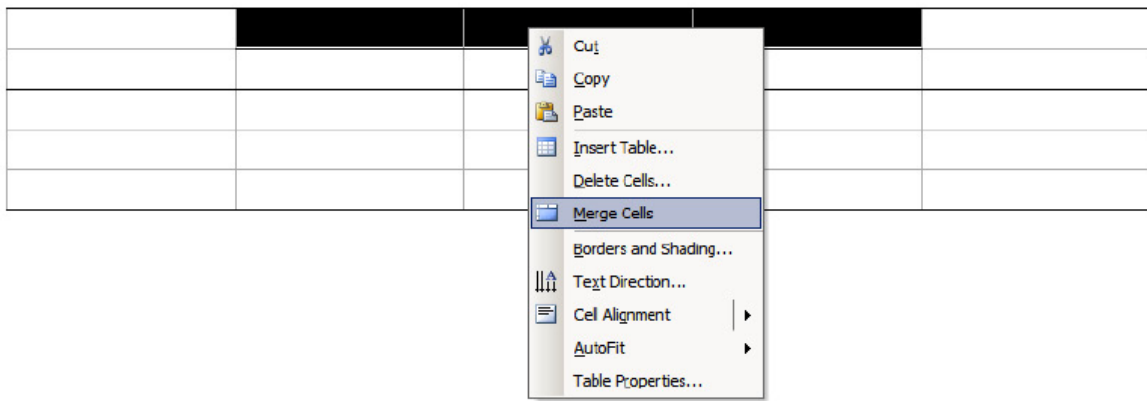 Cut
Copy
Paste
Insert Table...
Delete Cells...
Merge Cells
Borders and Shading...
Text Direction...
Cell Alignment
AutoFit
Table Properties...